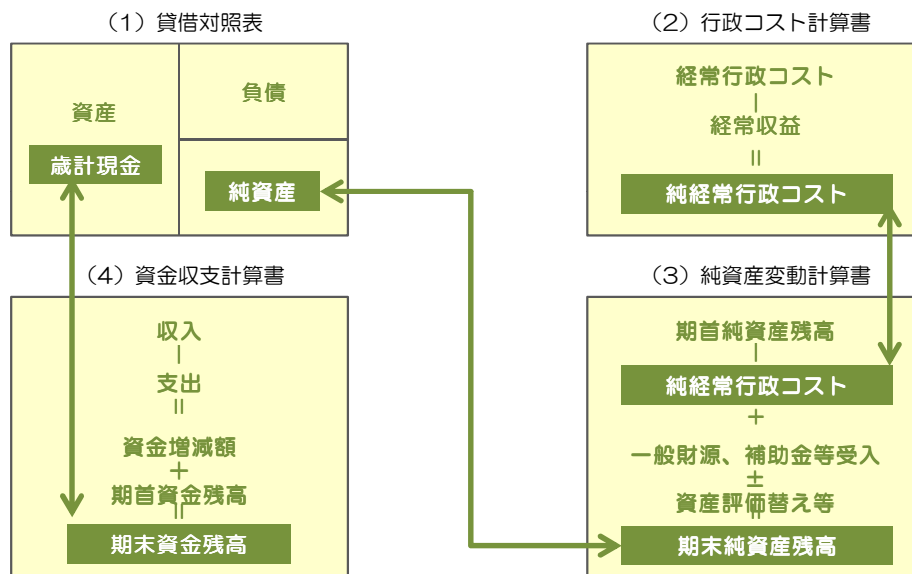 （1）貸借対照表
資産
歳計現金
負債
純資産
（2）行政コスト計算書
経常行政コスト
－
経常収益
＝
純経常行政コスト
（4）資金収支計算書
収入
－
支出
＝
資金増減額
＋
期首資金残高
＝
期末資金残高
（3）純資産変動計算書
期首純資産残高
－
純経常行政コスト
＋
一般財源、補助金等受入
±
資産評価替え等
＝
期末純資産残高